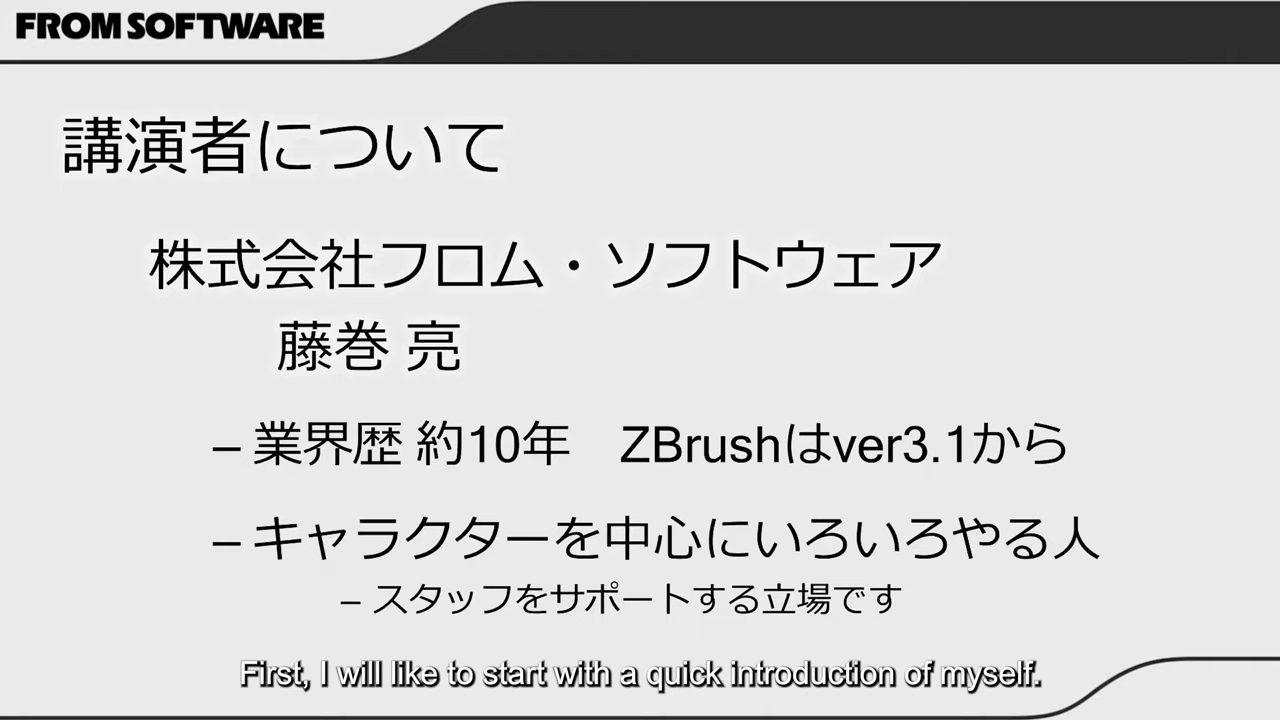 FROM SOFTWARE
講演者について
株式会社フロム・ソフトウェア
藤巻 亮
– 業界歴 約10年　ZBrushはver3.1から
– キャラクターを中心にいろいろやる人
– スタッフをサポートする立場です
First, I will like to start with a quick introduction of myself.